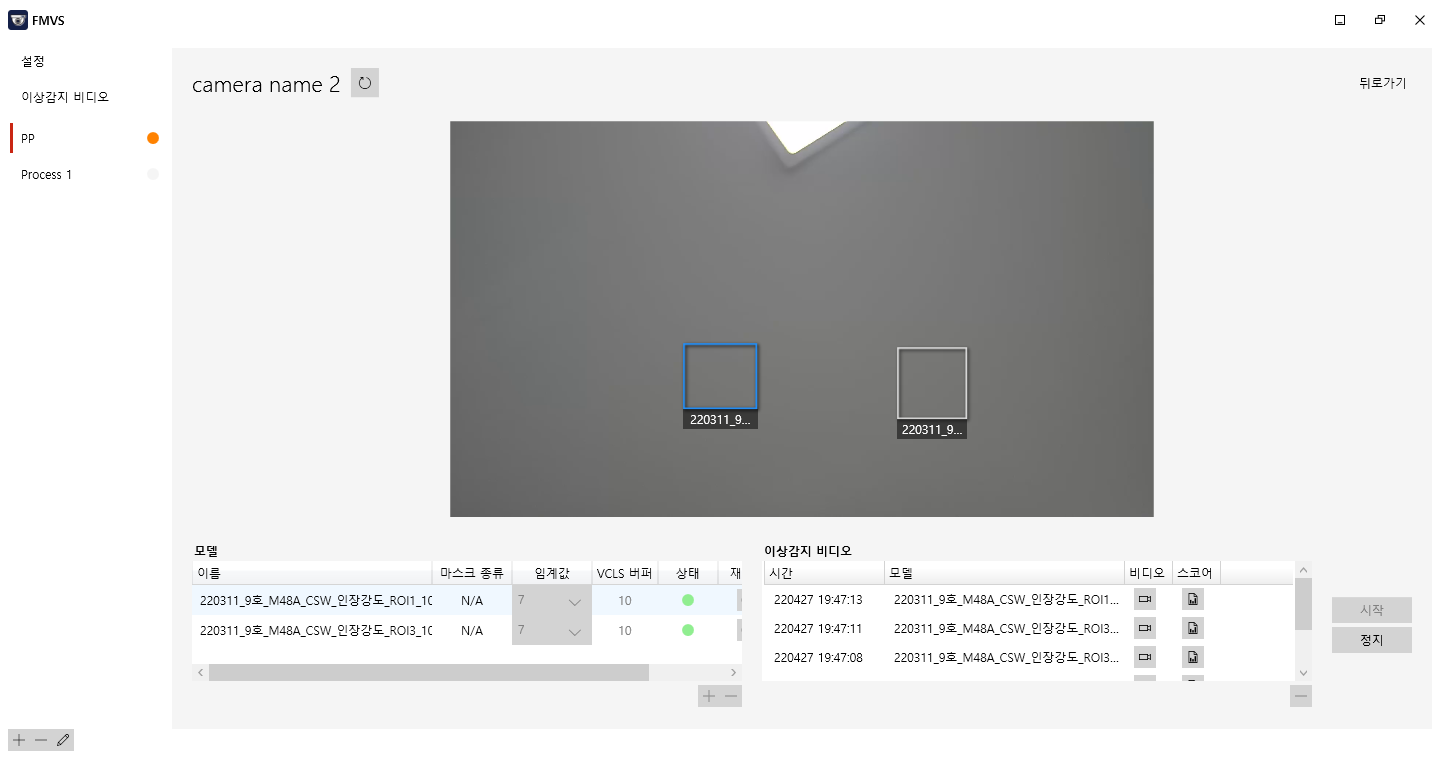 FMVS
설정
이상감지 비디오
PP
Process 1
camera name 2
뒤로가기
220311_9...
220311_9...
모델
이름 마스크 종류 임계값 VCLS 버퍼 상태 재
220311_9호_M48A_CSW_인장강도_ROI1_10 N/A 7 10
220311_9호_M48A_CSW_인장강도_ROI3_10 N/A 7 10
이상감지 비디오
시간 모델 비디오 스코어
220427 19:47:13 220311_9호_M48A_CSW_인장강도_ROI1...
220427 19:47:11 220311_9호_M48A_CSW_인장강도_ROI3...
220427 19:47:08 220311_9호_M48A_CSW_인장강도_ROI3...
시작
정지